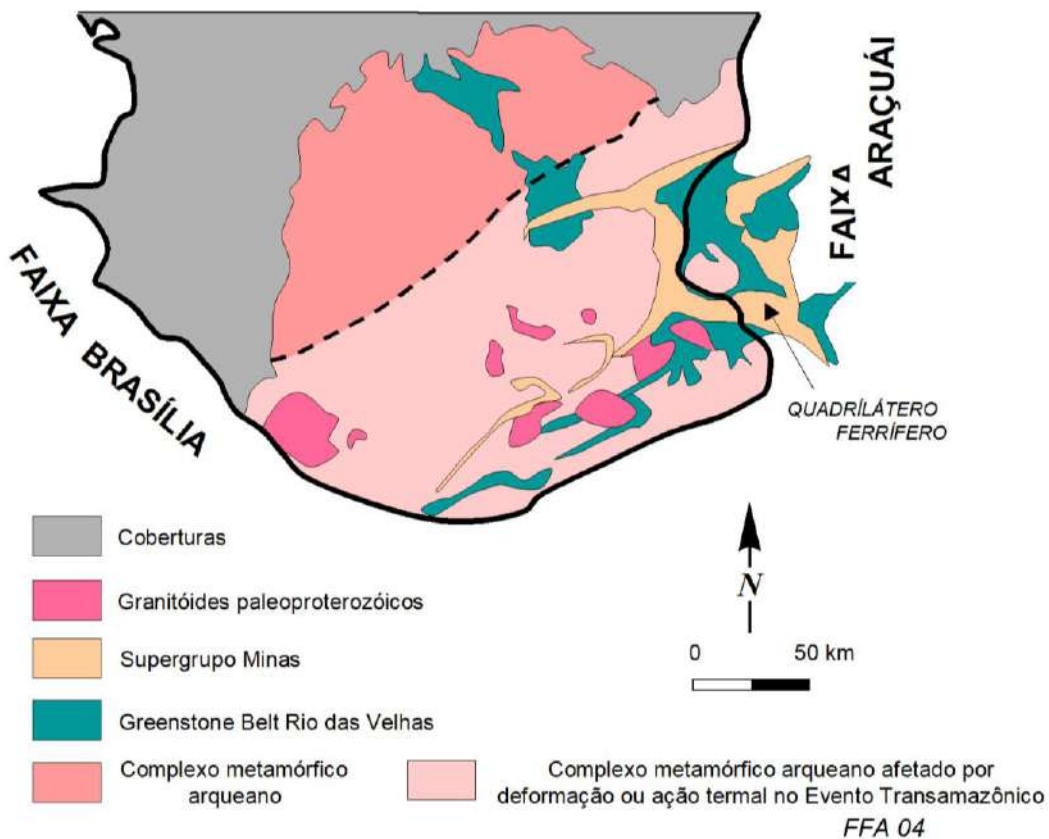 FAIXA
ARAÇUÁI
FAIXA BRASÍLIA
QUADRÍLÁTERO
FERRÍFERO
Coberturas
Granitóides paleoproterozóicos
Supergrupo Minas
Greenstone Belt Rio das Velhas
Complexo metamórfico
arqueano
Complexo metamórfico arqueano afetado por
deformação ou ação termal no Evento Transamazônico
N
0 50 km
FFA 04